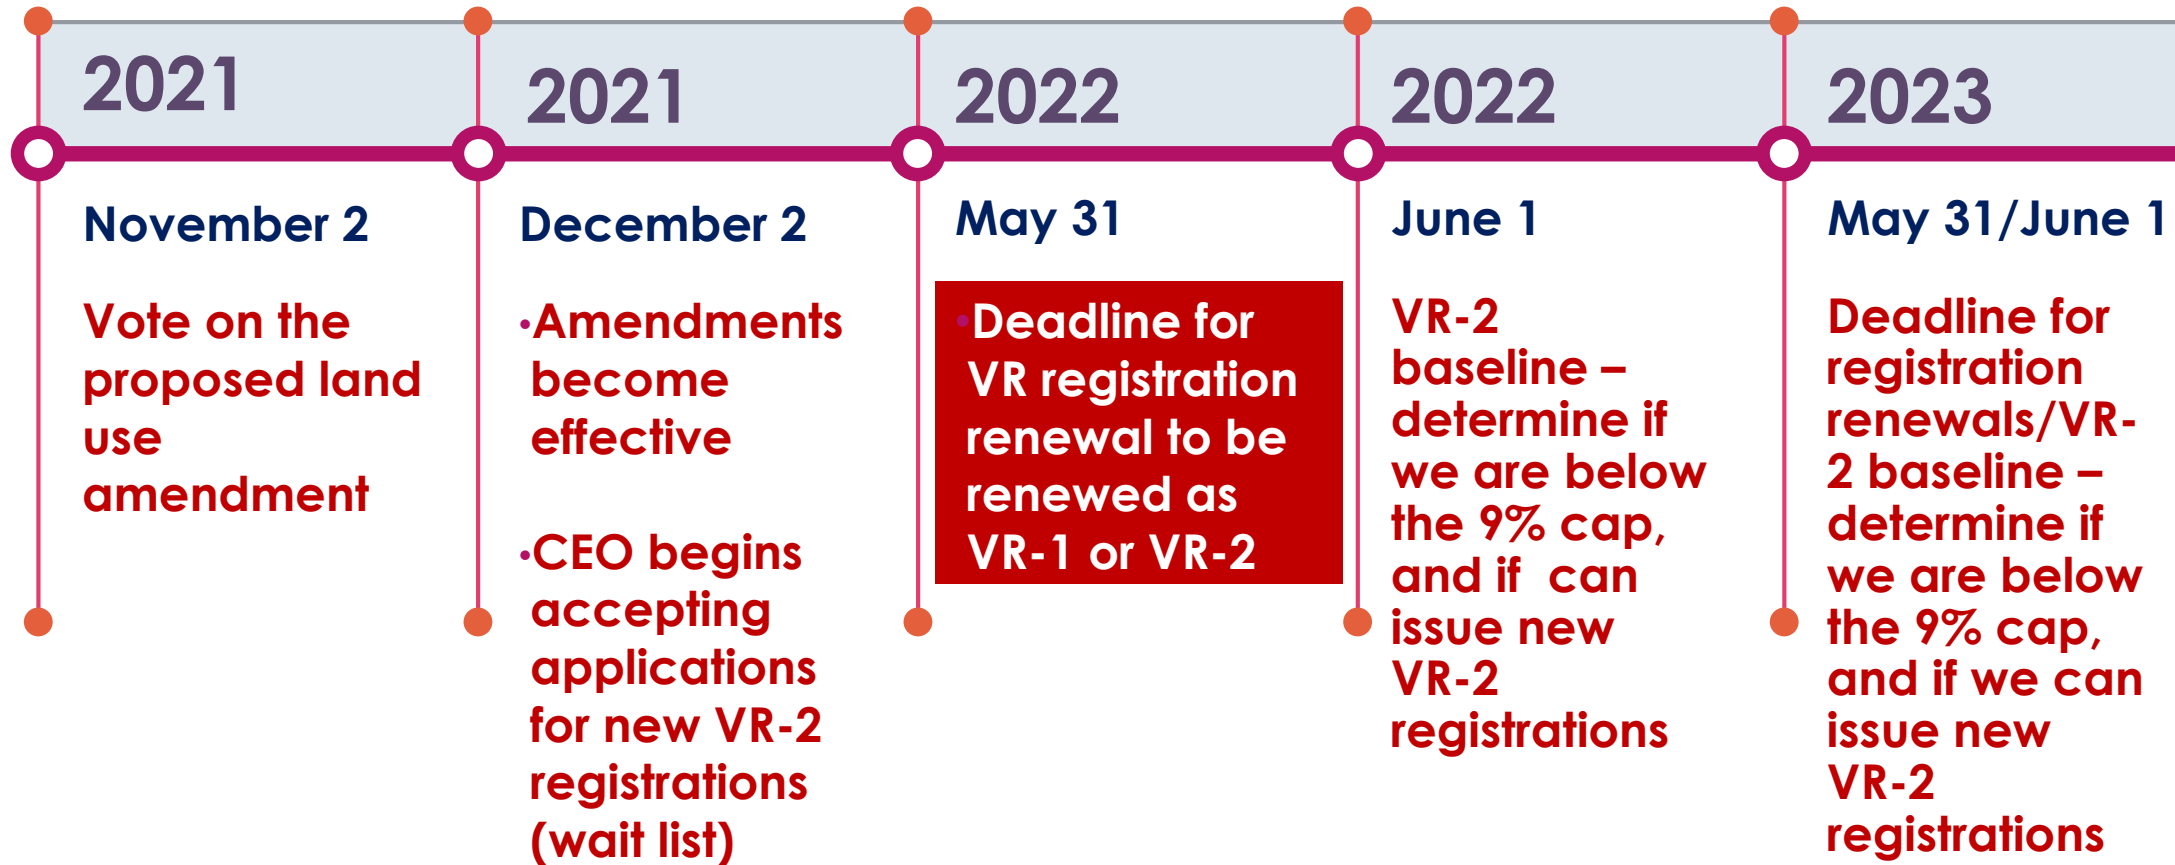 2021
November 2
Vote on the
proposed land
use
amendment
2021
December 2
•Amendments
become
effective
•CEO begins
accepting
applications
for new VR-2
registrations
(wait list)
2022
May 31
•Deadline for
VR registration
renewal to be
renewed as
VR-1 or VR-2
2022
June 1
VR-2
baseline –
determine if
we are below
the 9% cap,
and if  can
issue new
VR-2
registrations
2023
May 31/June 1
Deadline for
registration
renewals/VR-
2 baseline –
determine if
we are below
the 9% cap,
and if we can
issue new
VR-2
registrations